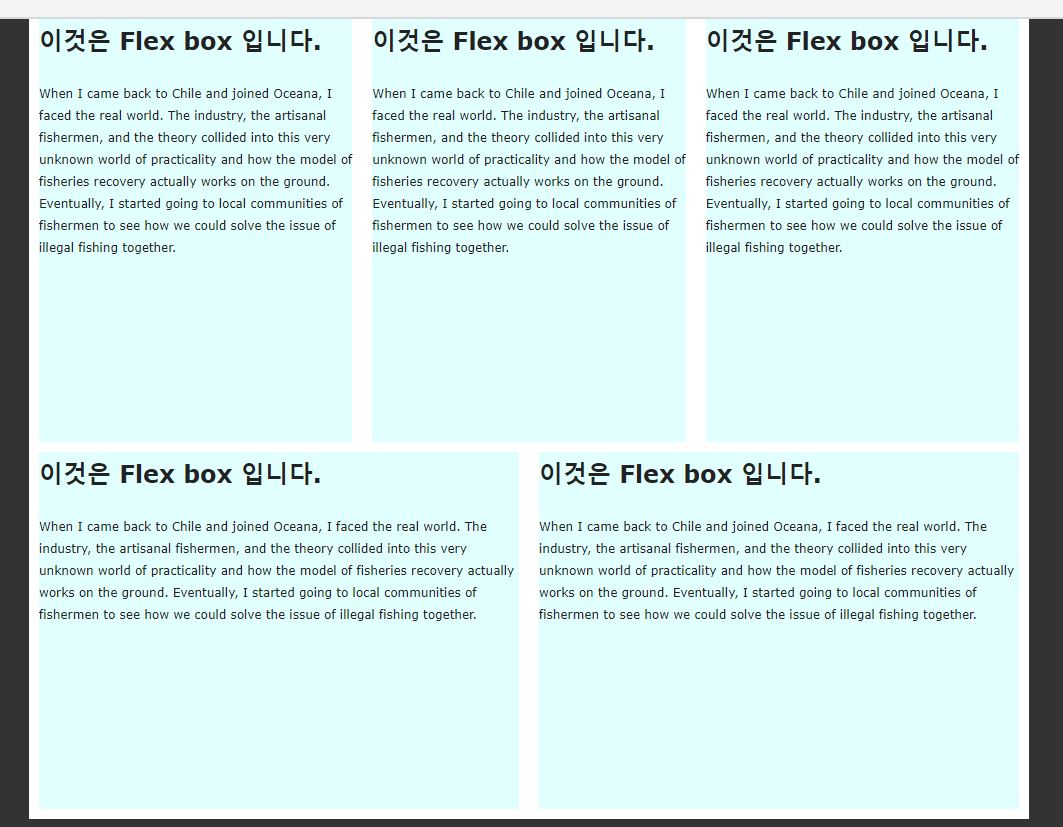 이것은 Flex box 입니다.
When I came back to Chile and joined Oceana, I
faced the real world. The industry, the artisanal
fishermen, and the theory collided into this very
unknown world of practicality and how the model of
fisheries recovery actually works on the ground.
Eventually, I started going to local communities of
fishermen to see how we could solve the issue of
illegal fishing together.
이것은 Flex box 입니다.
When I came back to Chile and joined Oceana, I
faced the real world. The industry, the artisanal
fishermen, and the theory collided into this very
unknown world of practicality and how the model of
fisheries recovery actually works on the ground.
Eventually, I started going to local communities of
fishermen to see how we could solve the issue of
illegal fishing together.
이것은 Flex box 입니다.
When I came back to Chile and joined Oceana, I
faced the real world. The industry, the artisanal
fishermen, and the theory collided into this very
unknown world of practicality and how the model of
fisheries recovery actually works on the ground.
Eventually, I started going to local communities of
fishermen to see how we could solve the issue of
illegal fishing together.
이것은 Flex box 입니다.
When I came back to Chile and joined Oceana, I faced the real world. The
industry, the artisanal fishermen, and the theory collided into this very
unknown world of practicality and how the model of fisheries recovery actually
works on the ground. Eventually, I started going to local communities of
fishermen to see how we could solve the issue of illegal fishing together.
이것은 Flex box 입니다.
When I came back to Chile and joined Oceana, I faced the real world. The
industry, the artisanal fishermen, and the theory collided into this very
unknown world of practicality and how the model of fisheries recovery actually
works on the ground. Eventually, I started going to local communities of
fishermen to see how we could solve the issue of illegal fishing together.